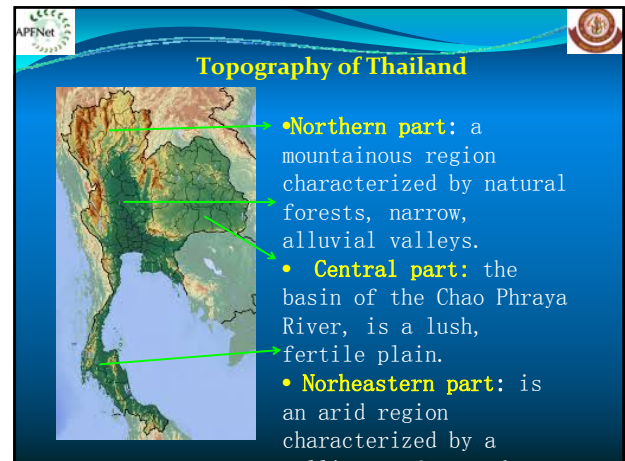 APFNet
Topography of Thailand
•Northern part: a
mountainous region
characterized by natural
forests, narrow,
alluvial valleys.
• Central part: the
basin of the Chao Phraya
River, is a lush,
fertile plain.
• Norheastern part: is
an arid region
characterized by a